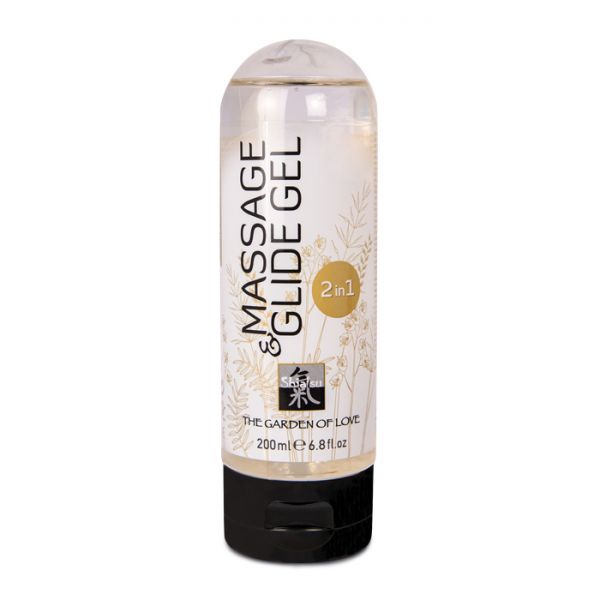 MASSAGE
& GLIDE GEL
2 in 1
Shiatsu
氣
THE GARDEN OF LOVE
200ml ℮ 6.8 fl.oz